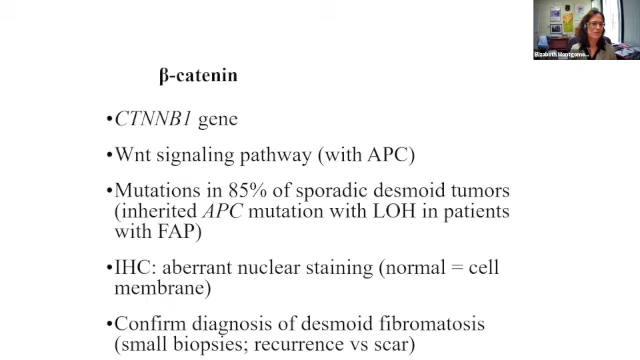 Elizabeth Montgome...
β-catenin
•CTNNB1 gene
•Wnt signaling pathway (with APC)
•Mutations in 85% of sporadic desmoid tumors
(inherited APC mutation with LOH in patients
with FAP)
•IHC: aberrant nuclear staining (normal = cell
membrane)
•Confirm diagnosis of desmoid fibromatosis
(small biopsies; recurrence vs scar)